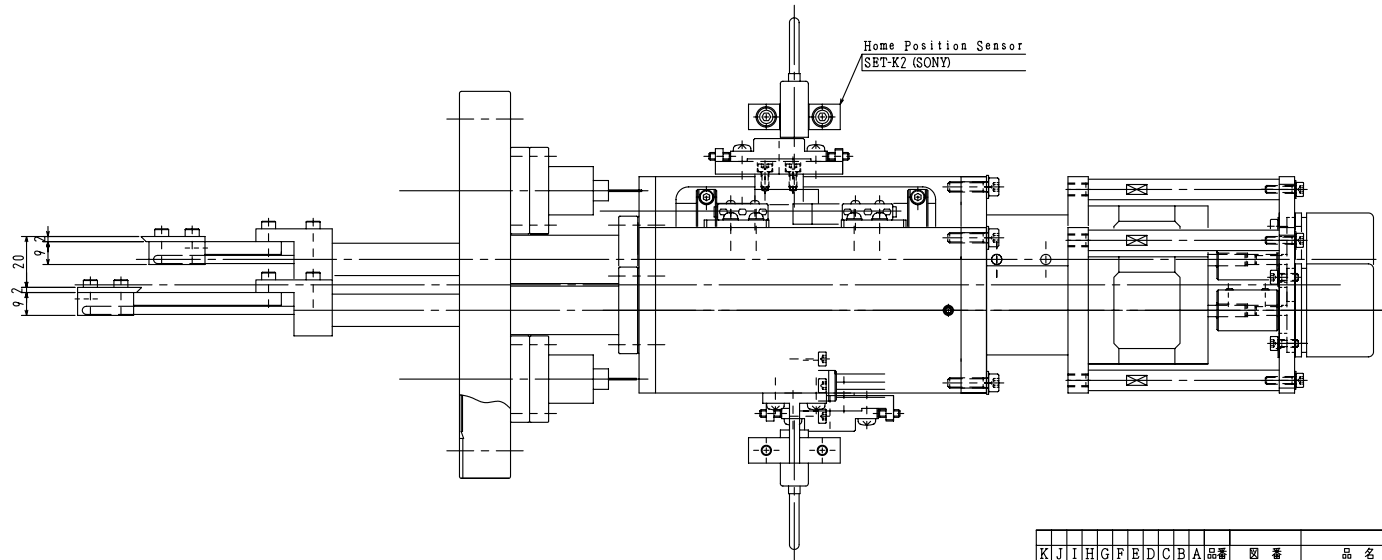 Home Position Sensor
SET-K2 (SONY)
2
9
20
2
9
K J I H G F E D C B A 品番 図番 品名